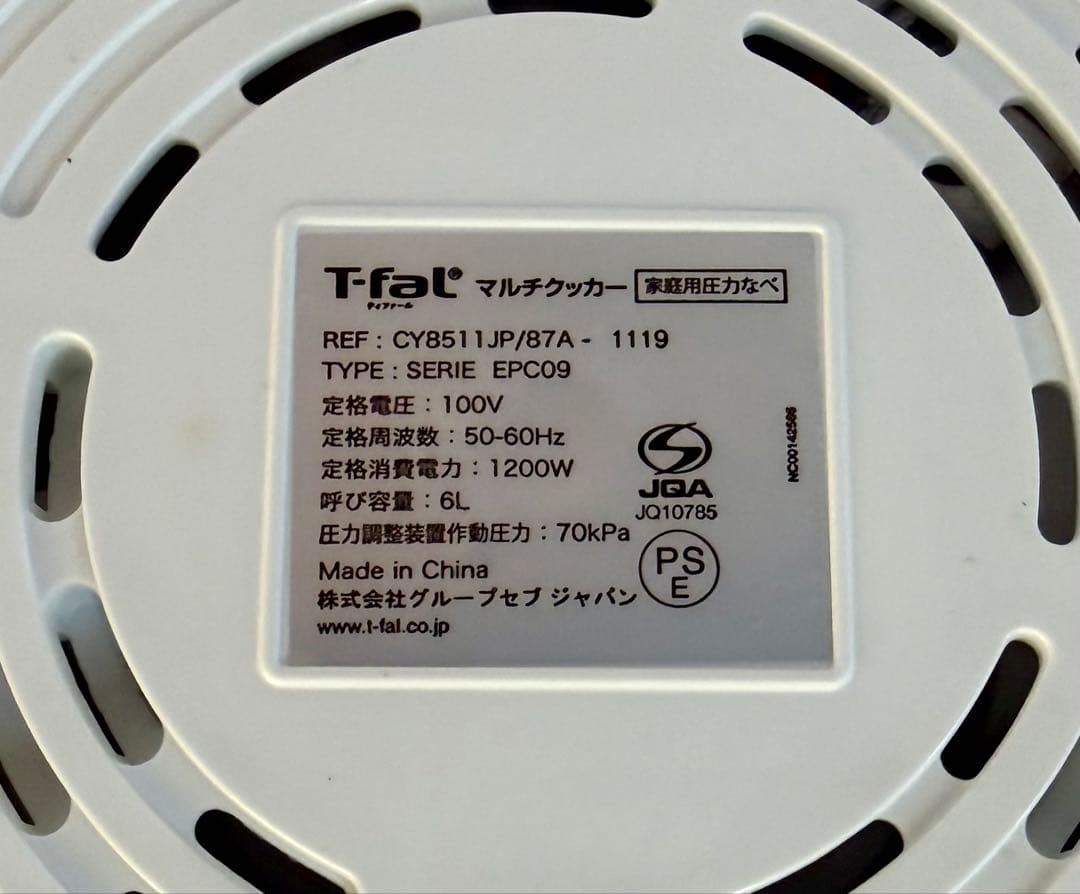 T-fal® マルチクッカー 家庭用圧力なべ
ティファール
REF : CY8511JP/87A - 1119
TYPE : SERIE EPC09
定格電圧：100V
定格周波数：50-60Hz
定格消費電力：1200W
呼び容量：6L
圧力調整装置作動圧力：70kPa
Made in China
株式会社グループセブ ジャパン
www.t-fal.co.jp
JQA
JQ10785
PS
E
NC00142566